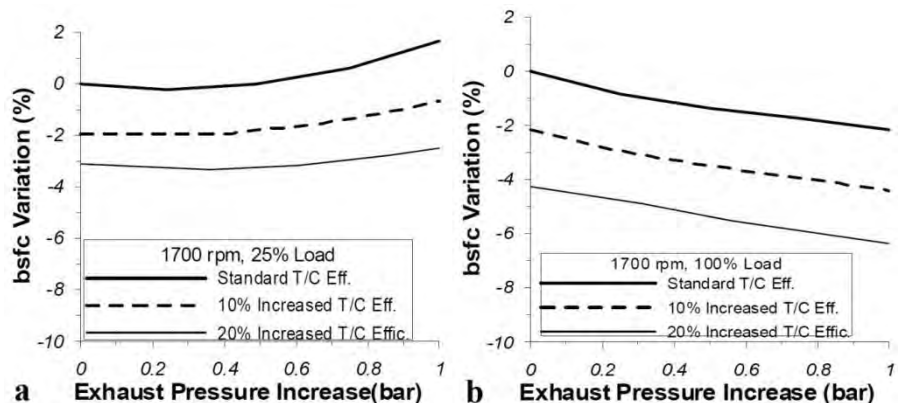 2
0
-2
-4
-6
-8
-10
bsfc Variation (%)
1700 rpm, 25% Load
Standard T/C Eff.
10% Increased T/C Eff.
20% Increased T/C Effic.
0 0.2 0.4 0.6 0.8 1
a Exhaust Pressure Increase(bar)
2
0
-2
-4
-6
-8
-10
bsfc Variation (%)
1700 rpm, 100% Load
Standard T/C Eff.
10% Increased T/C Eff.
20% Increased T/C Effic.
0 0.2 0.4 0.6 0.8 1
b Exhaust Pressure Increase (bar)